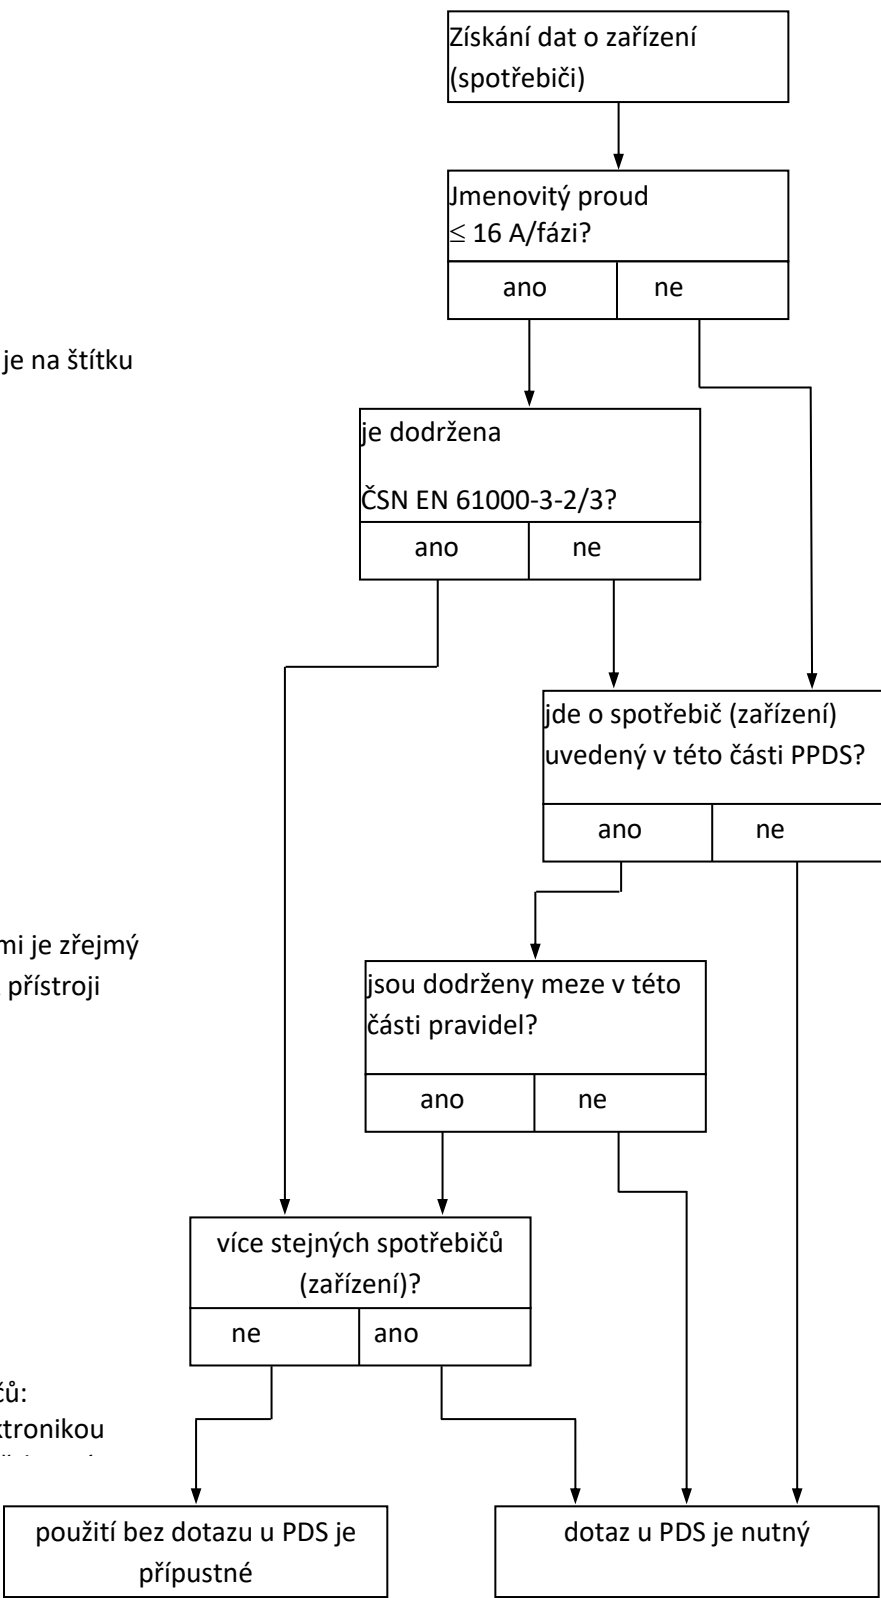 Získání dat o zařízení
(spotřebiči)
Jmenovitý proud
≤ 16 A/fázi?
ano
ne
je na štítku
je dodržena
ČSN EN 61000-3-2/3?
ano
ne
jde o spotřebič (zařízení)
uvedený v této části PPDS?
ano
ne
mi je zřejmý
přístroji
jsou dodrženy meze v této
části pravidel?
ano
ne
více stejných spotřebičů
(zařízení)?
ne
ano
čů:
ktronikou
použití bez dotazu u PDS je
přípustné
dotaz u PDS je nutný